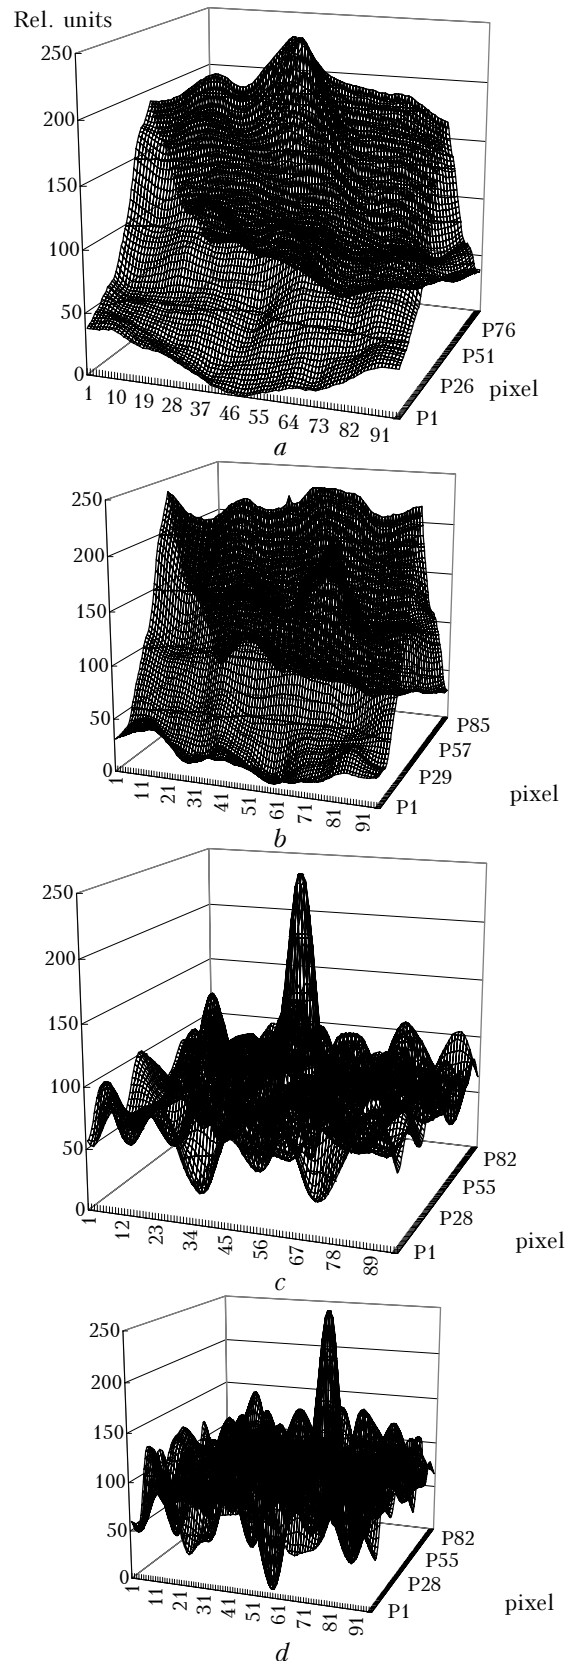 Rel. units
250
200
150
100
50
0
1 10 19 28 37 46 55 64 73 82 91
P1
P26
P51
P76
pixel
a
250
200
150
100
50
0
1 11 21 31 41 51 61 71 81 91
P1
P29
P57
P85
pixel
b
250
200
150
100
50
0
1 12 23 34 45 56 67 78 89
P1
P28
P55
P82
pixel
c
250
200
150
100
50
0
1 11 21 31 41 51 61 71 81 91
P1
P28
P55
P82
pixel
d